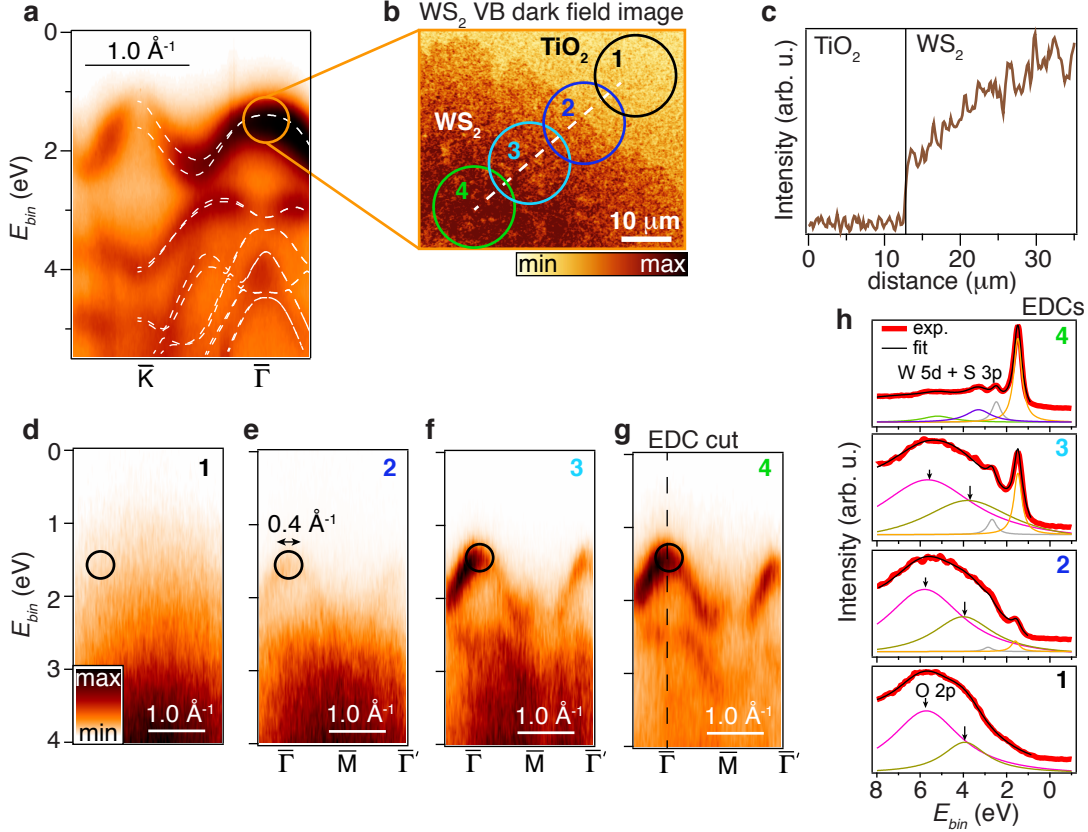 a
0
2
4
E_bin (eV)
1.0 Å⁻¹
K̅
Γ̅
b
WS₂ VB dark field image
TiO₂
1
2
WS₂
3
4
10 μm
min
max
c
TiO₂
WS₂
Intensity (arb. u.)
0
10
20
30
distance (μm)
d
1
0
1
2
3
4
E_bin (eV)
max
min
1.0 Å⁻¹
e
2
0.4 Å⁻¹
1.0 Å⁻¹
Γ̅
M̅
Γ̅′
f
3
1.0 Å⁻¹
Γ̅
M̅
g
EDC cut
4
1.0 Å⁻¹
Γ̅
M̅
Γ̅′
h
EDCs
exp.
fit
4
W 5d + S 3p
3
2
1
O 2p
Intensity (arb. u.)
8
6
4
2
0
E_bin (eV)